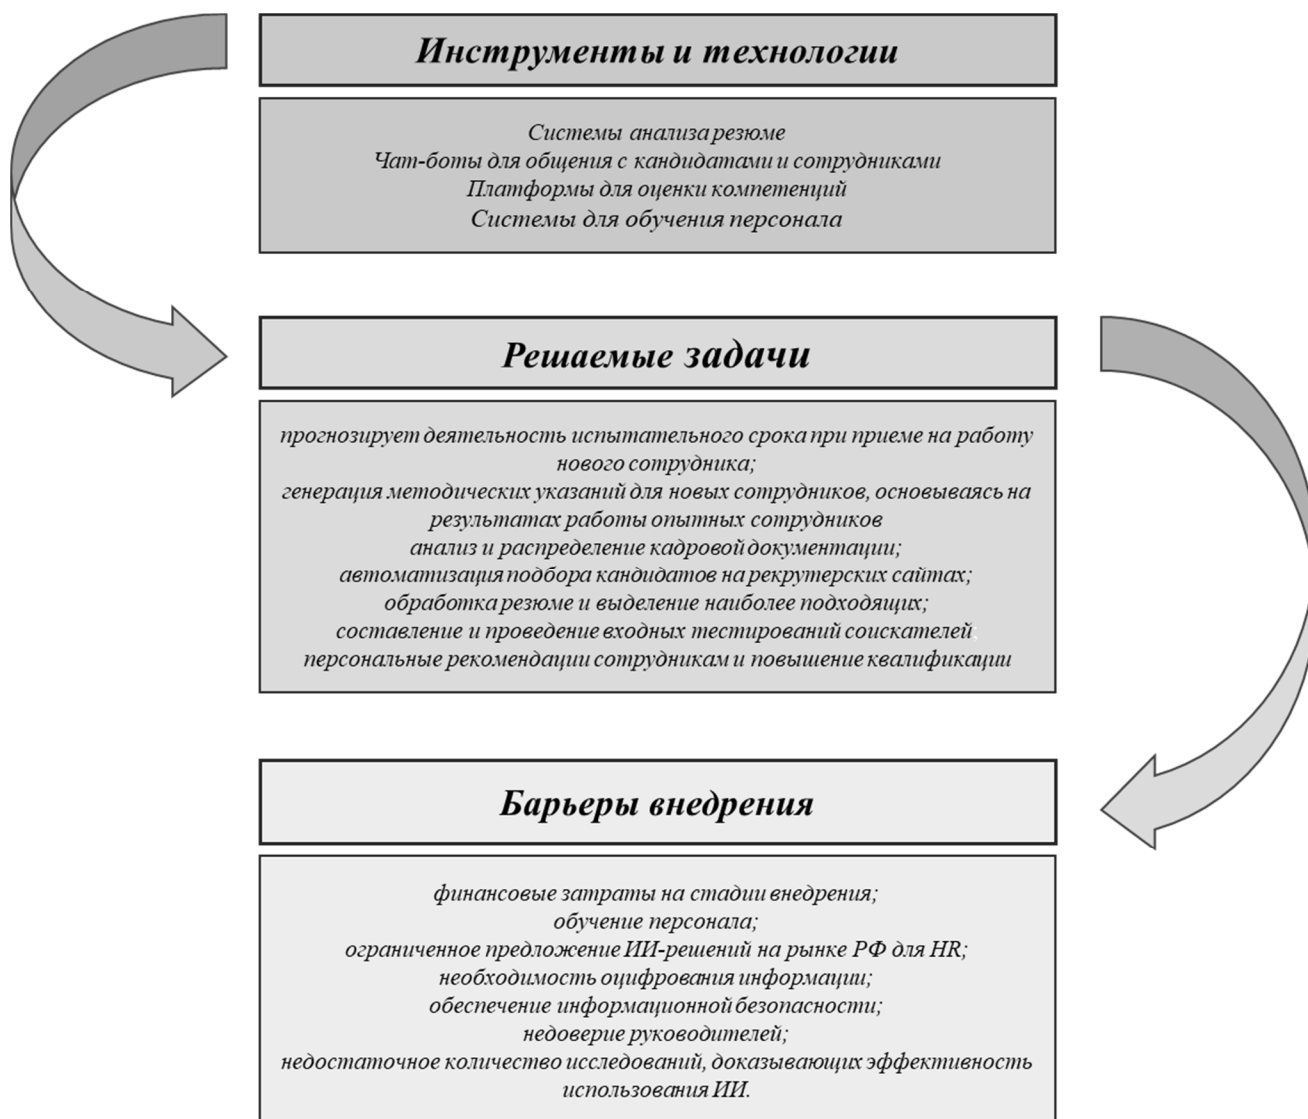 Инструменты и технологии
Системы анализа резюме
Чат-боты для общения с кандидатами и сотрудниками
Платформы для оценки компетенций
Системы для обучения персонала
Решаемые задачи
прогнозирует деятельность испытательного срока при приеме на работу
нового сотрудника;
генерация методических указаний для новых сотрудников, основываясь на
результатах работы опытных сотрудников
анализ и распределение кадровой документации;
автоматизация подбора кандидатов на рекрутерских сайтах;
обработка резюме и выделение наиболее подходящих;
составление и проведение входных тестирований соискателей;
персональные рекомендации сотрудникам и повышение квалификации
Барьеры внедрения
финансовые затраты на стадии внедрения;
обучение персонала;
ограниченное предложение ИИ-решений на рынке РФ для HR;
необходимость оцифрования информации;
обеспечение информационной безопасности;
недоверие руководителей;
недостаточное количество исследований, доказывающих эффективность
использования ИИ.